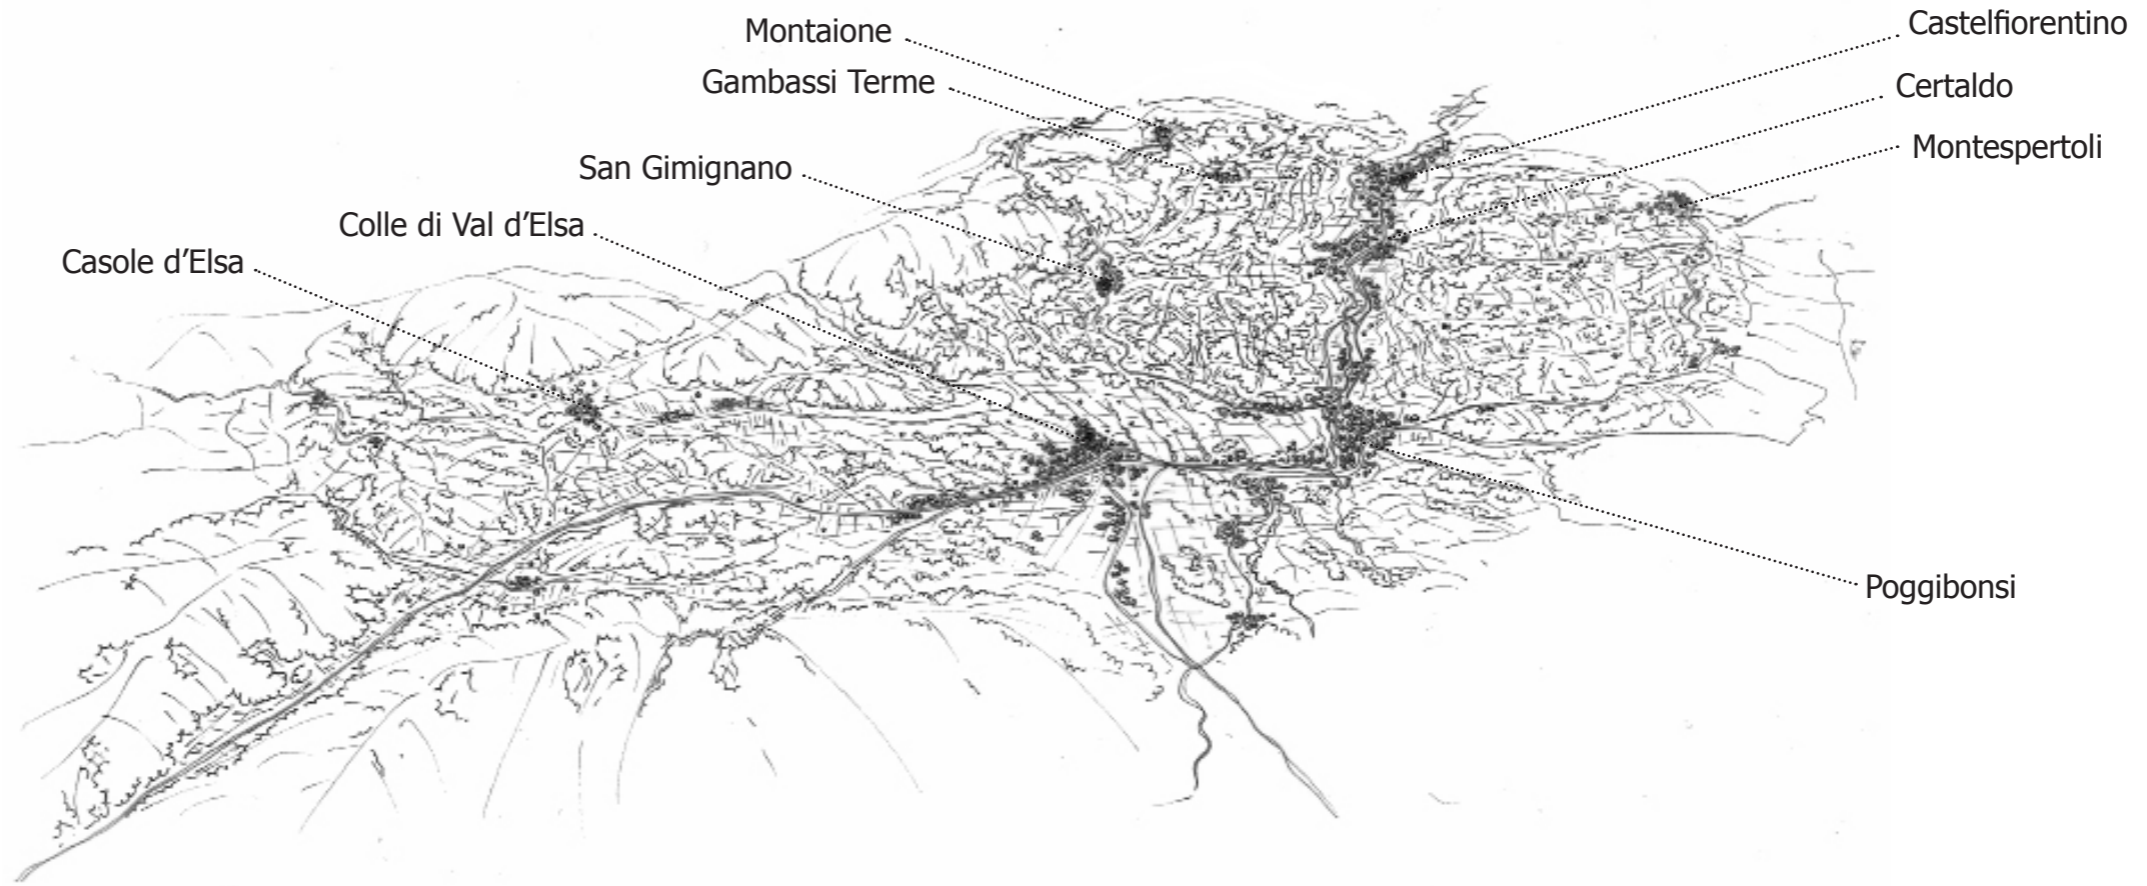 Montaione
Gambassi Terme
San Gimignano
Colle di Val d’Elsa
Casole d’Elsa
Castelfiorentino
Certaldo
Montespertoli
Poggibonsi